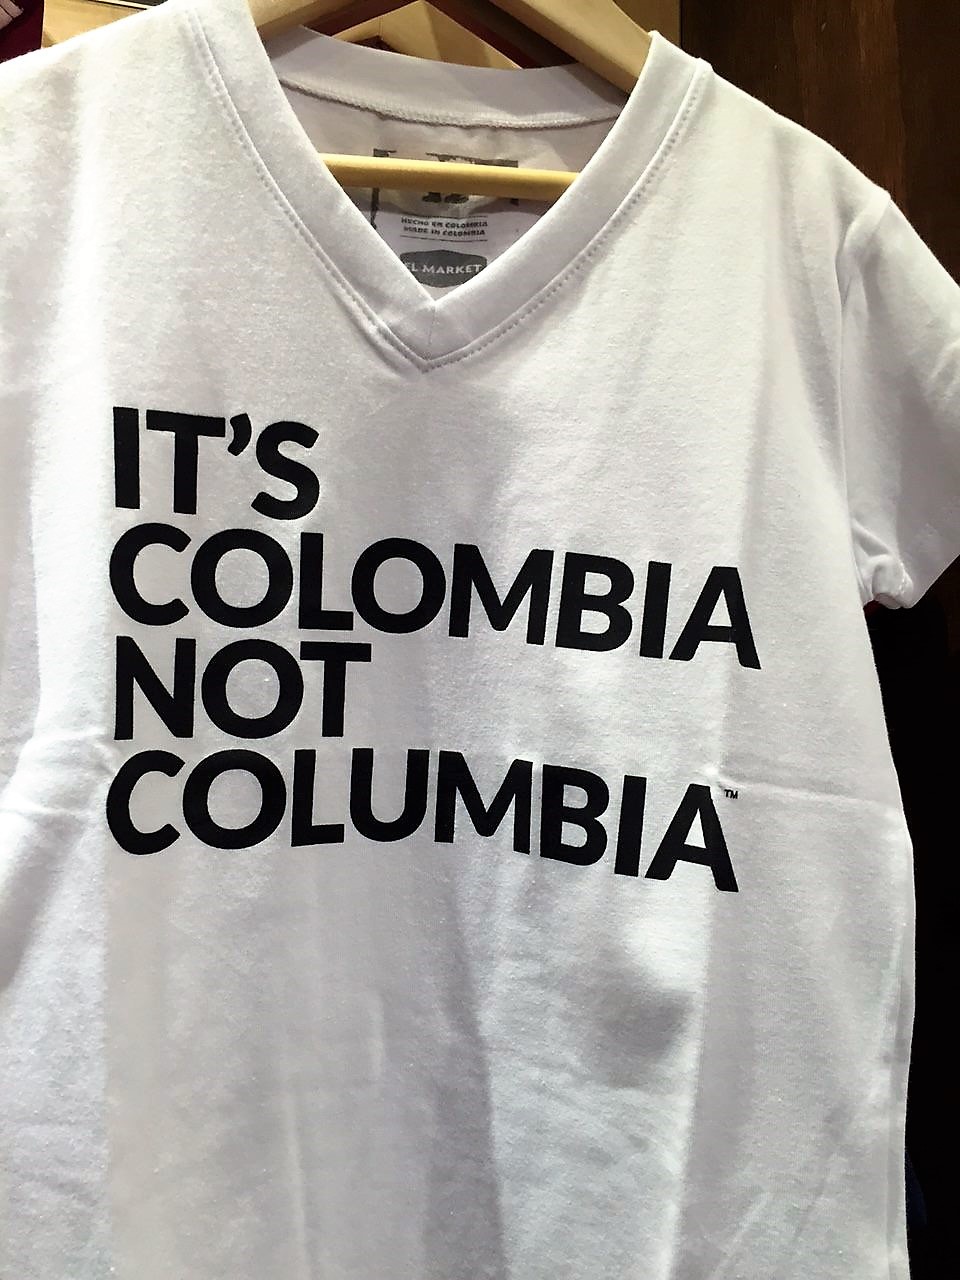 HECHO EN COLOMBIA
MADE IN COLOMBIA
EL MARKET
IT’S
COLOMBIA
NOT
COLUMBIA™